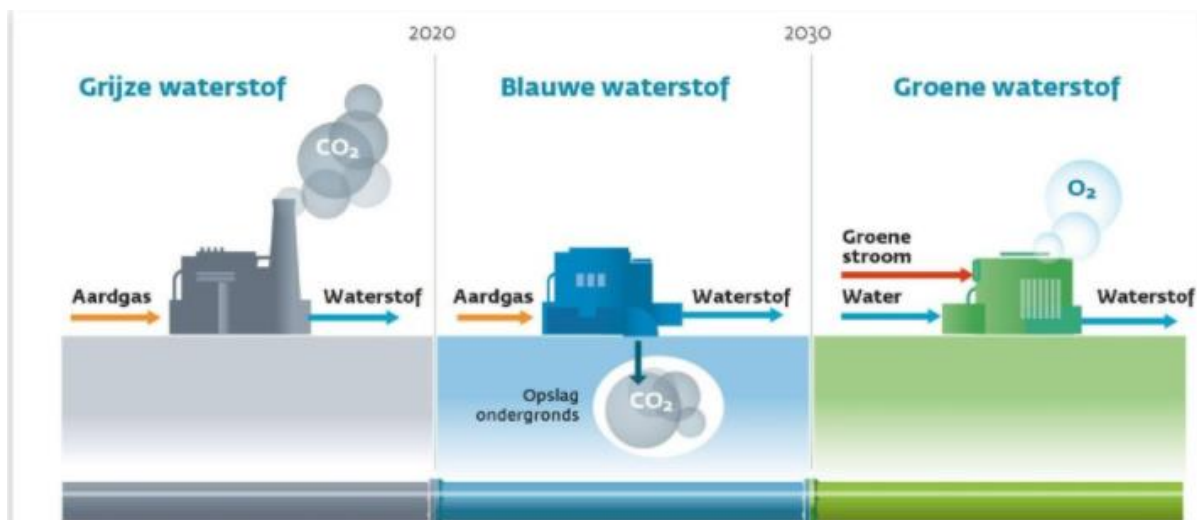 2020
2030
Grijze waterstof
Blauwe waterstof
Groene waterstof
CO₂
O₂
Groene
stroom
Aardgas
Waterstof
Aardgas
Waterstof
Water
Waterstof
Opslag
ondergronds
CO₂